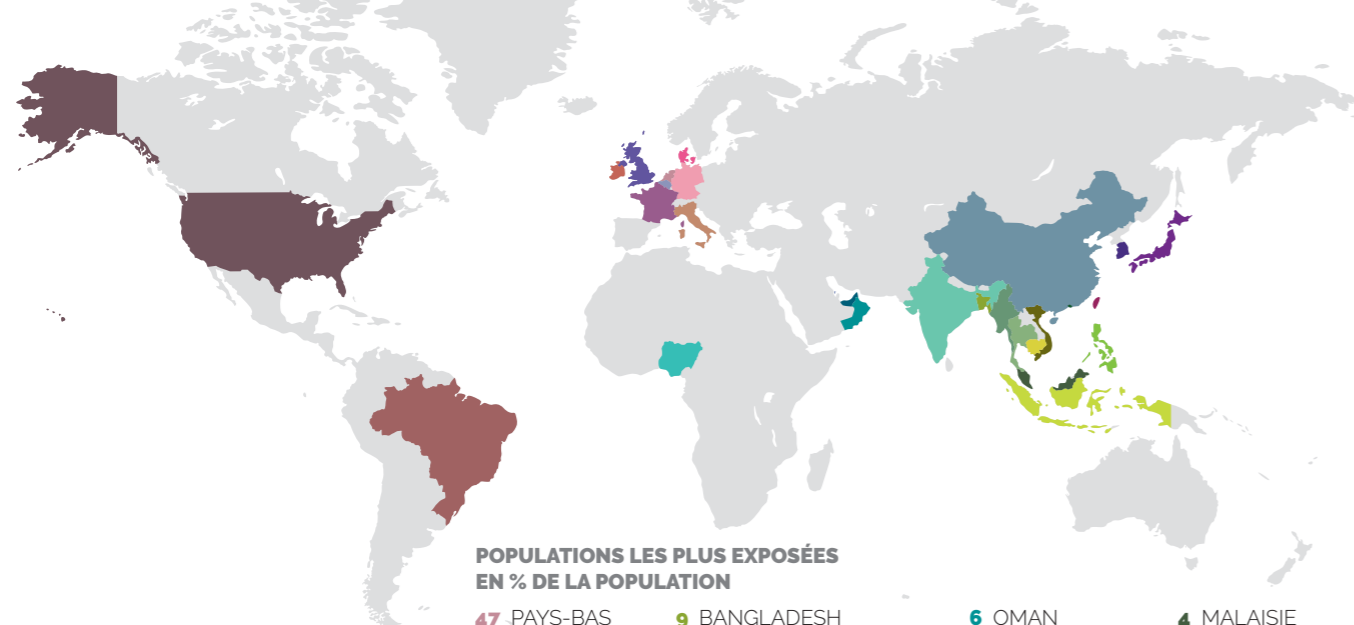 POPULATIONS LES PLUS EXPOSÉES
EN % DE LA POPULATION
47 PAYS-BAS 9 BANGLADESH 6 OMAN 4 MALAISIE